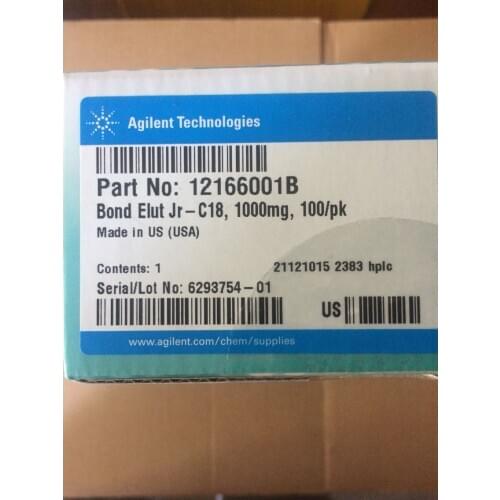 Agilent Technologies
Part No: 12166001B
Bond Elut Jr-C18, 1000mg, 100/pk
Made in US (USA)
Contents: 1 21121015 2383 hplc
Serial/Lot No: 6293754-01
US
www.agilent.com/chem/supplies